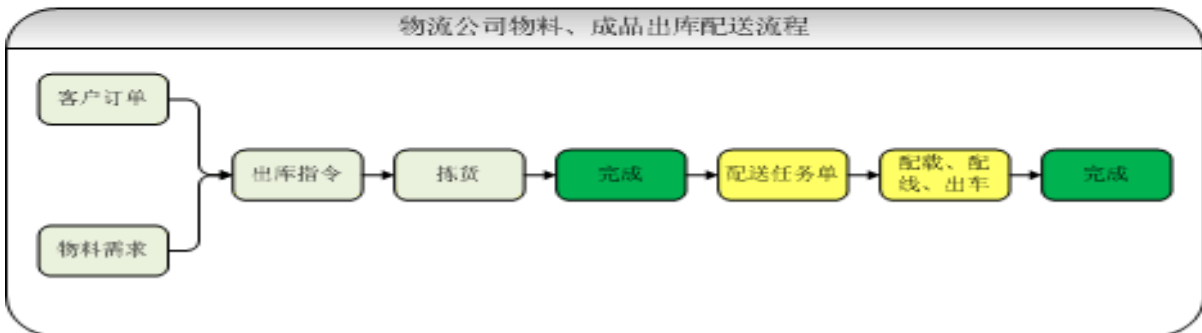 物流公司物料、成品出库配送流程
客户订单
出库指令
拣货
完成
配送任务单
配载、配
线、出车
完成
物料需求